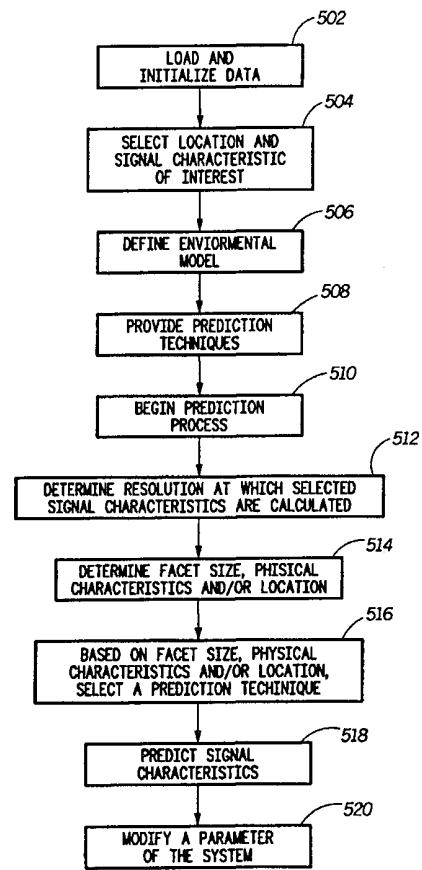 502
LOAD AND
INITIALIZE DATA
504
SELECT LOCATION AND
SIGNAL CHARACTERISTIC
OF INTEREST
506
DEFINE ENVIORMENTAL
MODEL
508
PROVIDE PREDICTION
TECHNIQUES
510
BEGIN PREDICTION
PROCESS
512
DETERMINE RESOLUTION AT WHICH SELECTED
SIGNAL CHARACTERISTICS ARE CALCULATED
514
DETERMINE FACET SIZE, PHISICAL
CHARACTERISTICS AND/OR LOCATION
516
BASED ON FACET SIZE, PHYSICAL
CHARACTERISTICS AND/OR LOCATION,
SELECT A PREDICTION TECHINIQUE
518
PREDICT SIGNAL
CHARACTERISTICS
520
MODIFY A PARAMETER
OF THE SYSTEM